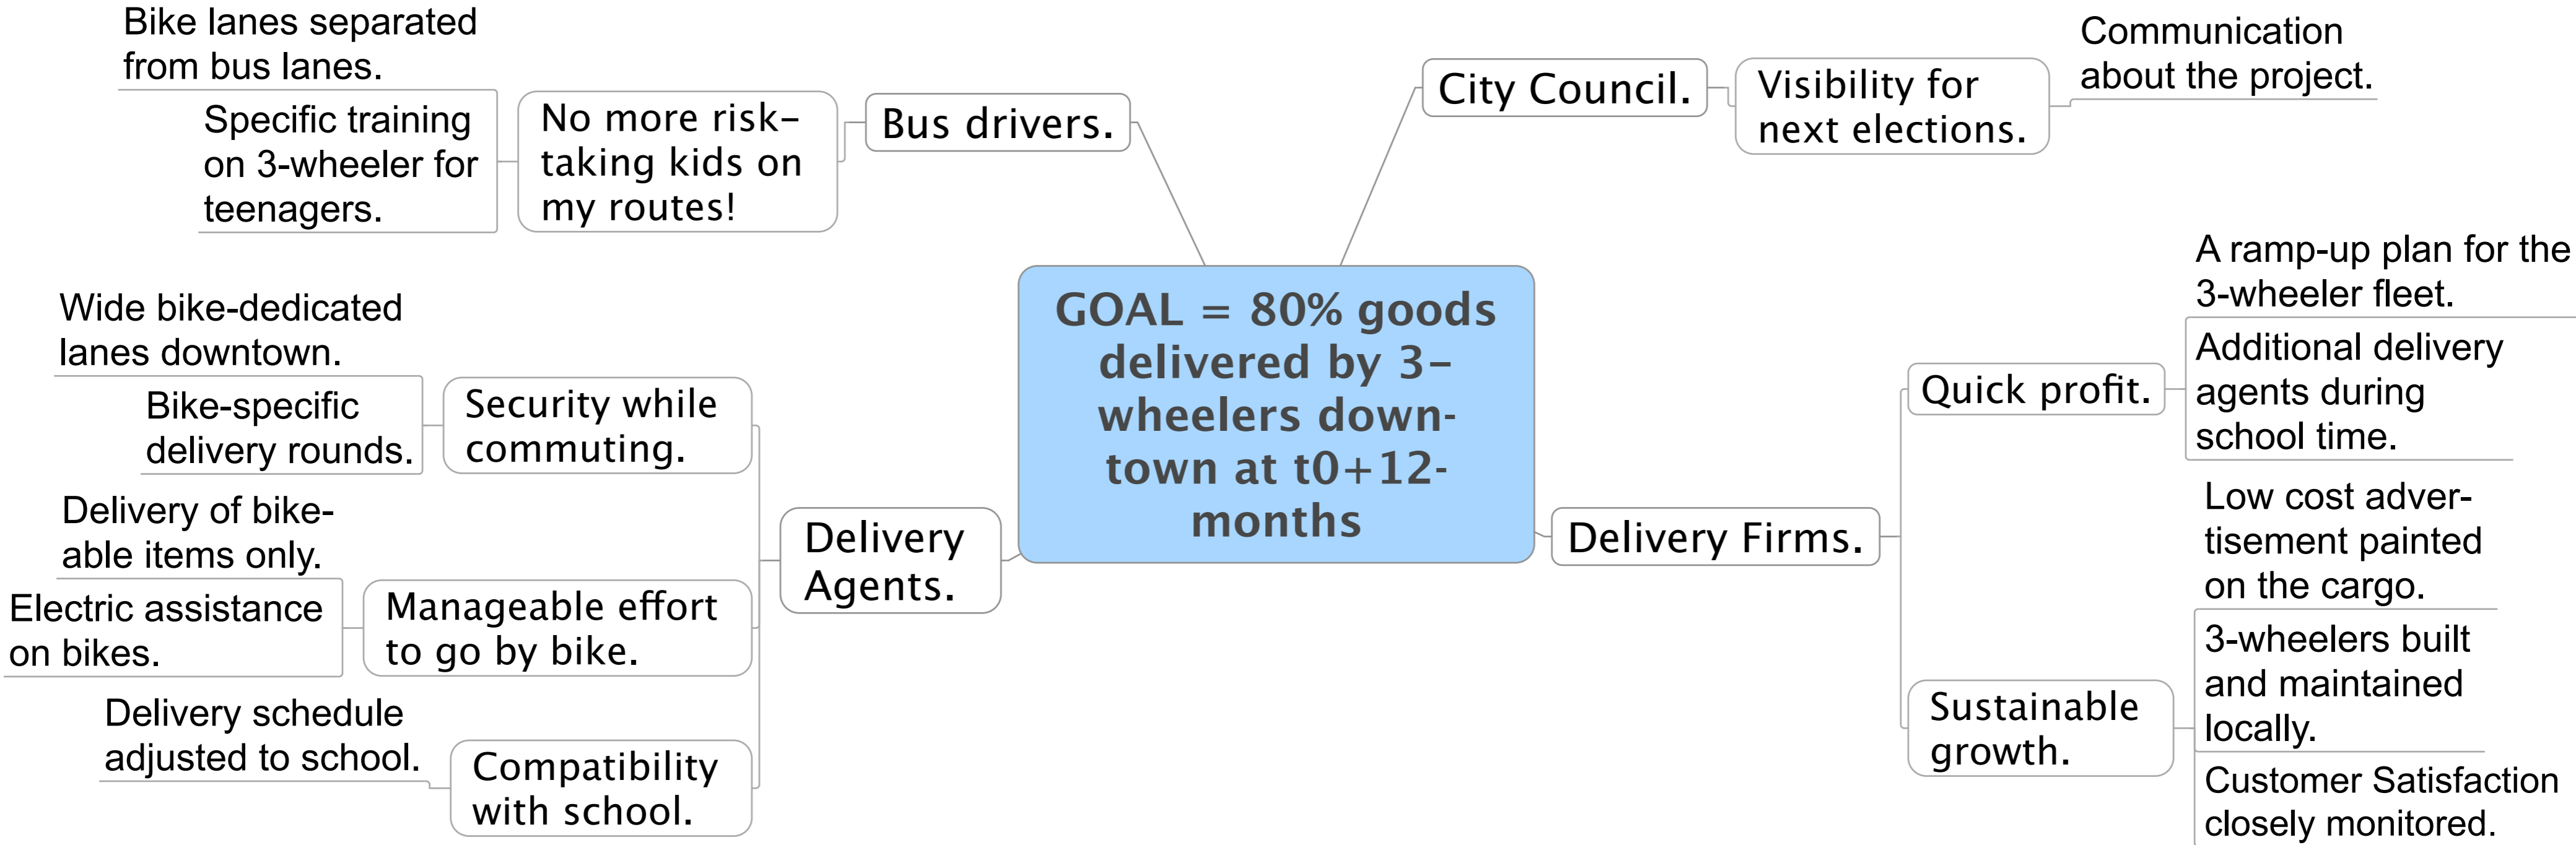 Bike lanes separated
from bus lanes.
Specific training
on 3-wheeler for
teenagers.
No more risk-
taking kids on
my routes!
Bus drivers.
City Council.
Visibility for
next elections.
Communication
about the project.
GOAL = 80% goods
delivered by 3-
wheelers down-
town at t0+12-
months
Wide bike-dedicated
lanes downtown.
Bike-specific
delivery rounds.
Security while
commuting.
Delivery of bike-
able items only.
Electric assistance
on bikes.
Manageable effort
to go by bike.
Delivery schedule
adjusted to school.
Compatibility
with school.
Delivery
Agents.
Delivery Firms.
Quick profit.
A ramp-up plan for the
3-wheeler fleet.
Additional delivery
agents during
school time.
Sustainable
growth.
Low cost adver-
tisement painted
on the cargo.
3-wheelers built
and maintained
locally.
Customer Satisfaction
closely monitored.